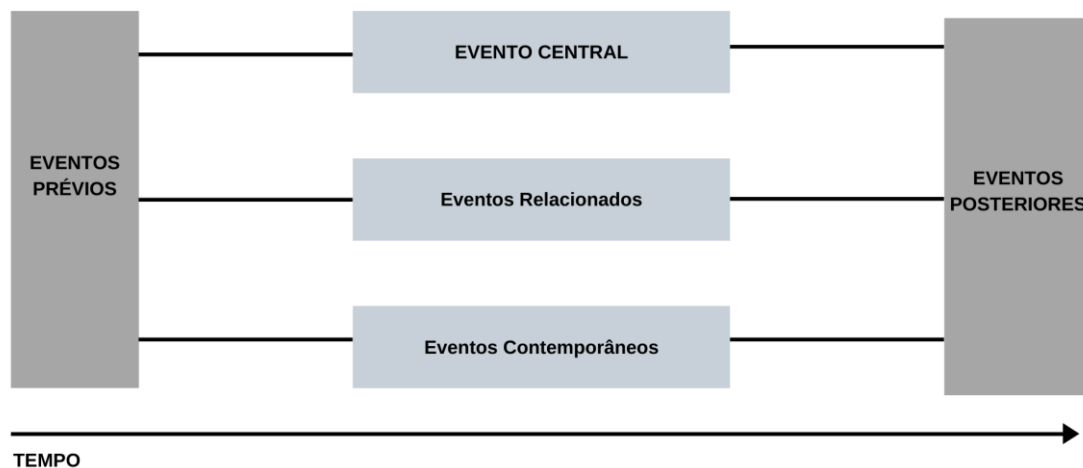 EVENTO CENTRAL
EVENTOS
PRÉVIOS
Eventos Relacionados
EVENTOS
POSTERIORES
Eventos Contemporâneos
TEMPO